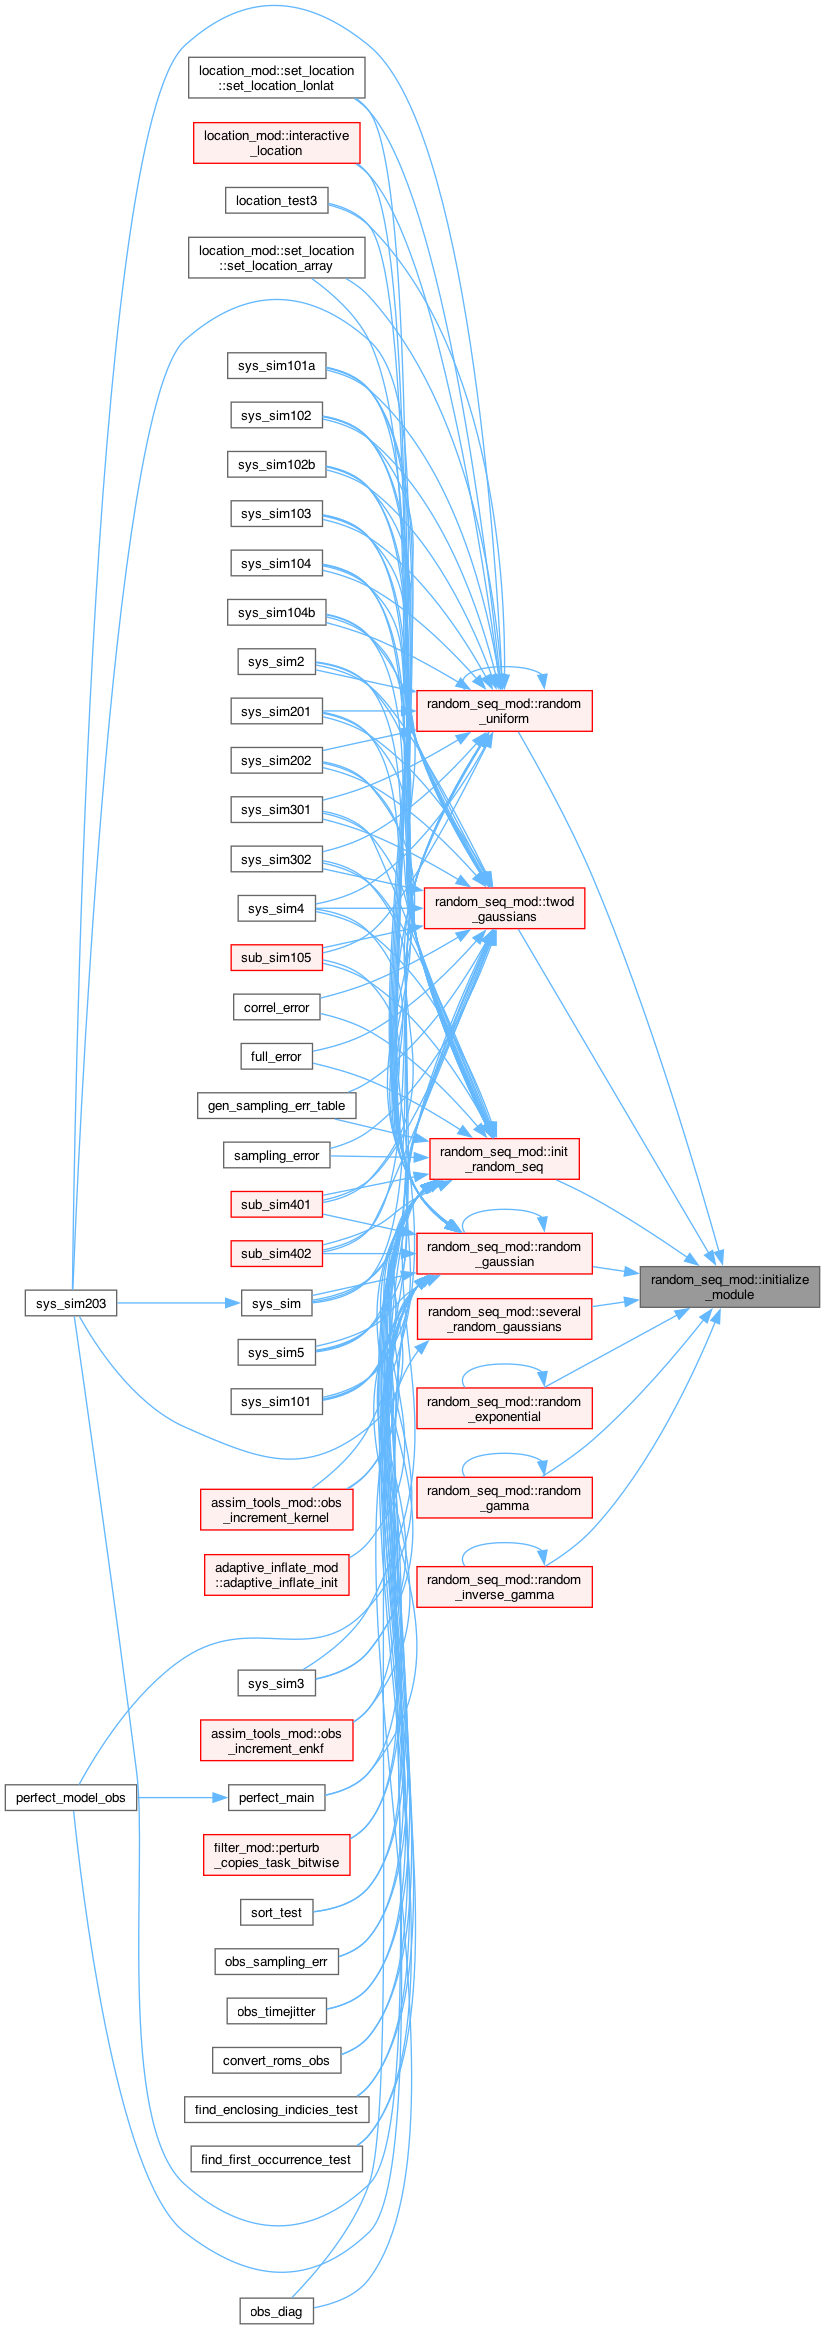 location_mod::set_location
::set_location_lonlat
location_mod::interactive
_location
location_test3
location_mod::set_location
::set_location_array
sys_sim101a
sys_sim102
sys_sim102b
sys_sim103
sys_sim104
sys_sim104b
sys_sim2
sys_sim201
sys_sim202
sys_sim301
sys_sim302
sys_sim4
sub_sim105
correl_error
full_error
gen_sampling_err_table
sampling_error
sub_sim401
sub_sim402
sys_sim203
sys_sim
sys_sim5
sys_sim101
assim_tools_mod::obs
_increment_kernel
adaptive_inflate_mod
::adaptive_inflate_init
sys_sim3
assim_tools_mod::obs
_increment_enkf
perfect_model_obs
perfect_main
filter_mod::perturb
_copies_task_bitwise
sort_test
obs_sampling_err
obs_timejitter
convert_roms_obs
find_enclosing_indicies_test
find_first_occurrence_test
obs_diag
random_seq_mod::random
_uniform
random_seq_mod::twod
_gaussians
random_seq_mod::init
_random_seq
random_seq_mod::random
_gaussian
random_seq_mod::several
_random_gaussians
random_seq_mod::random
_exponential
random_seq_mod::random
_gamma
random_seq_mod::random
_inverse_gamma
random_seq_mod::initialize
_module